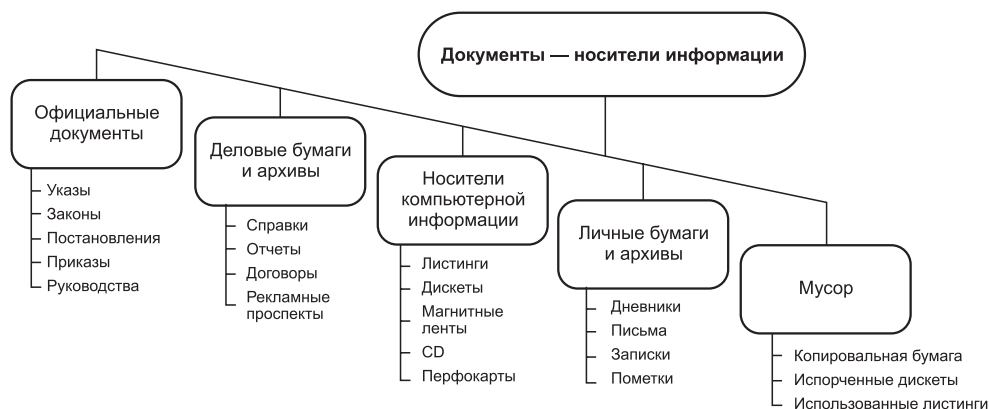 Документы — носители информации
Официальные
документы
Указы
Законы
Постановления
Приказы
Руководства
Деловые бумаги
и архивы
Справки
Отчеты
Договоры
Рекламные
проспекты
Носители
компьютерной
информации
Листинги
Дискеты
Магнитные
ленты
CD
Перфокарты
Личные бумаги
и архивы
Дневники
Письма
Записки
Пометки
Мусор
Копировальная бумага
Испорченные дискеты
Использованные листинги